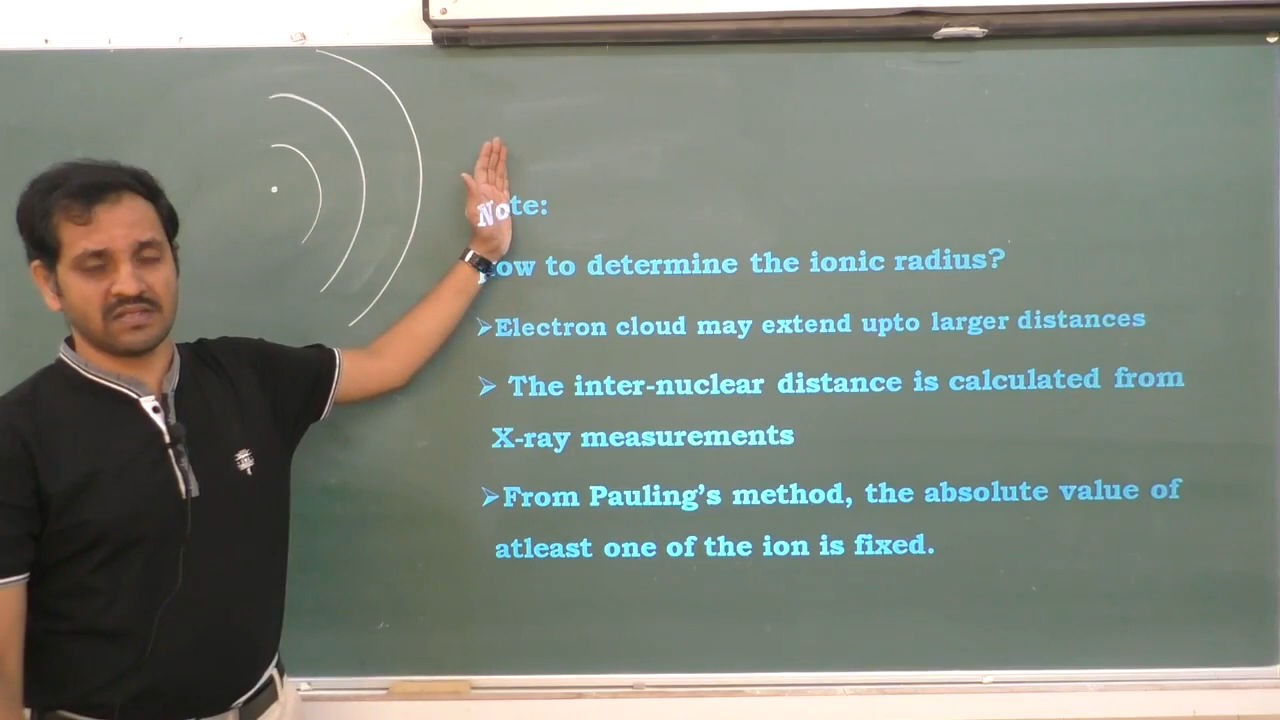 Note:
How to determine the ionic radius?
➢Electron cloud may extend upto larger distances
➢ The inter-nuclear distance is calculated from
X-ray measurements
➢From Pauling's method, the absolute value of
atleast one of the ion is fixed.